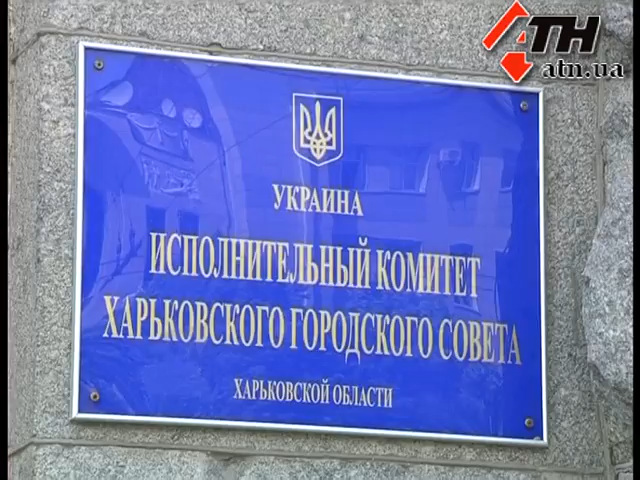 АТН
atn.ua
УКРАИНА
ИСПОЛНИТЕЛЬНЫЙ КОМИТЕТ
ХАРЬКОВСКОГО ГОРОДСКОГО СОВЕТА
ХАРЬКОВСКОЙ ОБЛАСТИ